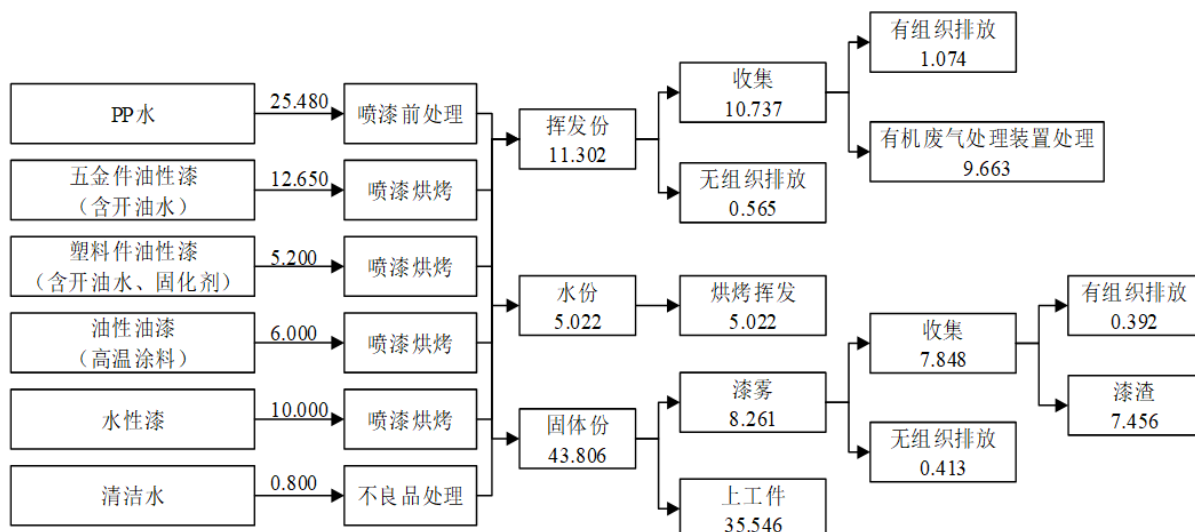 PP水
25.480
喷漆前处理
五金件油性漆
（含开油水）
12.650
喷漆烘烤
塑料件油性漆
（含开油水、固化剂）
5.200
喷漆烘烤
油性油漆
（高温涂料）
6.000
喷漆烘烤
水性漆
10.000
喷漆烘烤
清洁水
0.800
不良品处理
挥发份
11.302
收集
10.737
有组织排放
1.074
有机废气处理装置处理
9.663
无组织排放
0.565
水份
5.022
烘烤挥发
5.022
固体份
43.806
漆雾
8.261
收集
7.848
有组织排放
0.392
漆渣
7.456
无组织排放
0.413
上工件
35.546